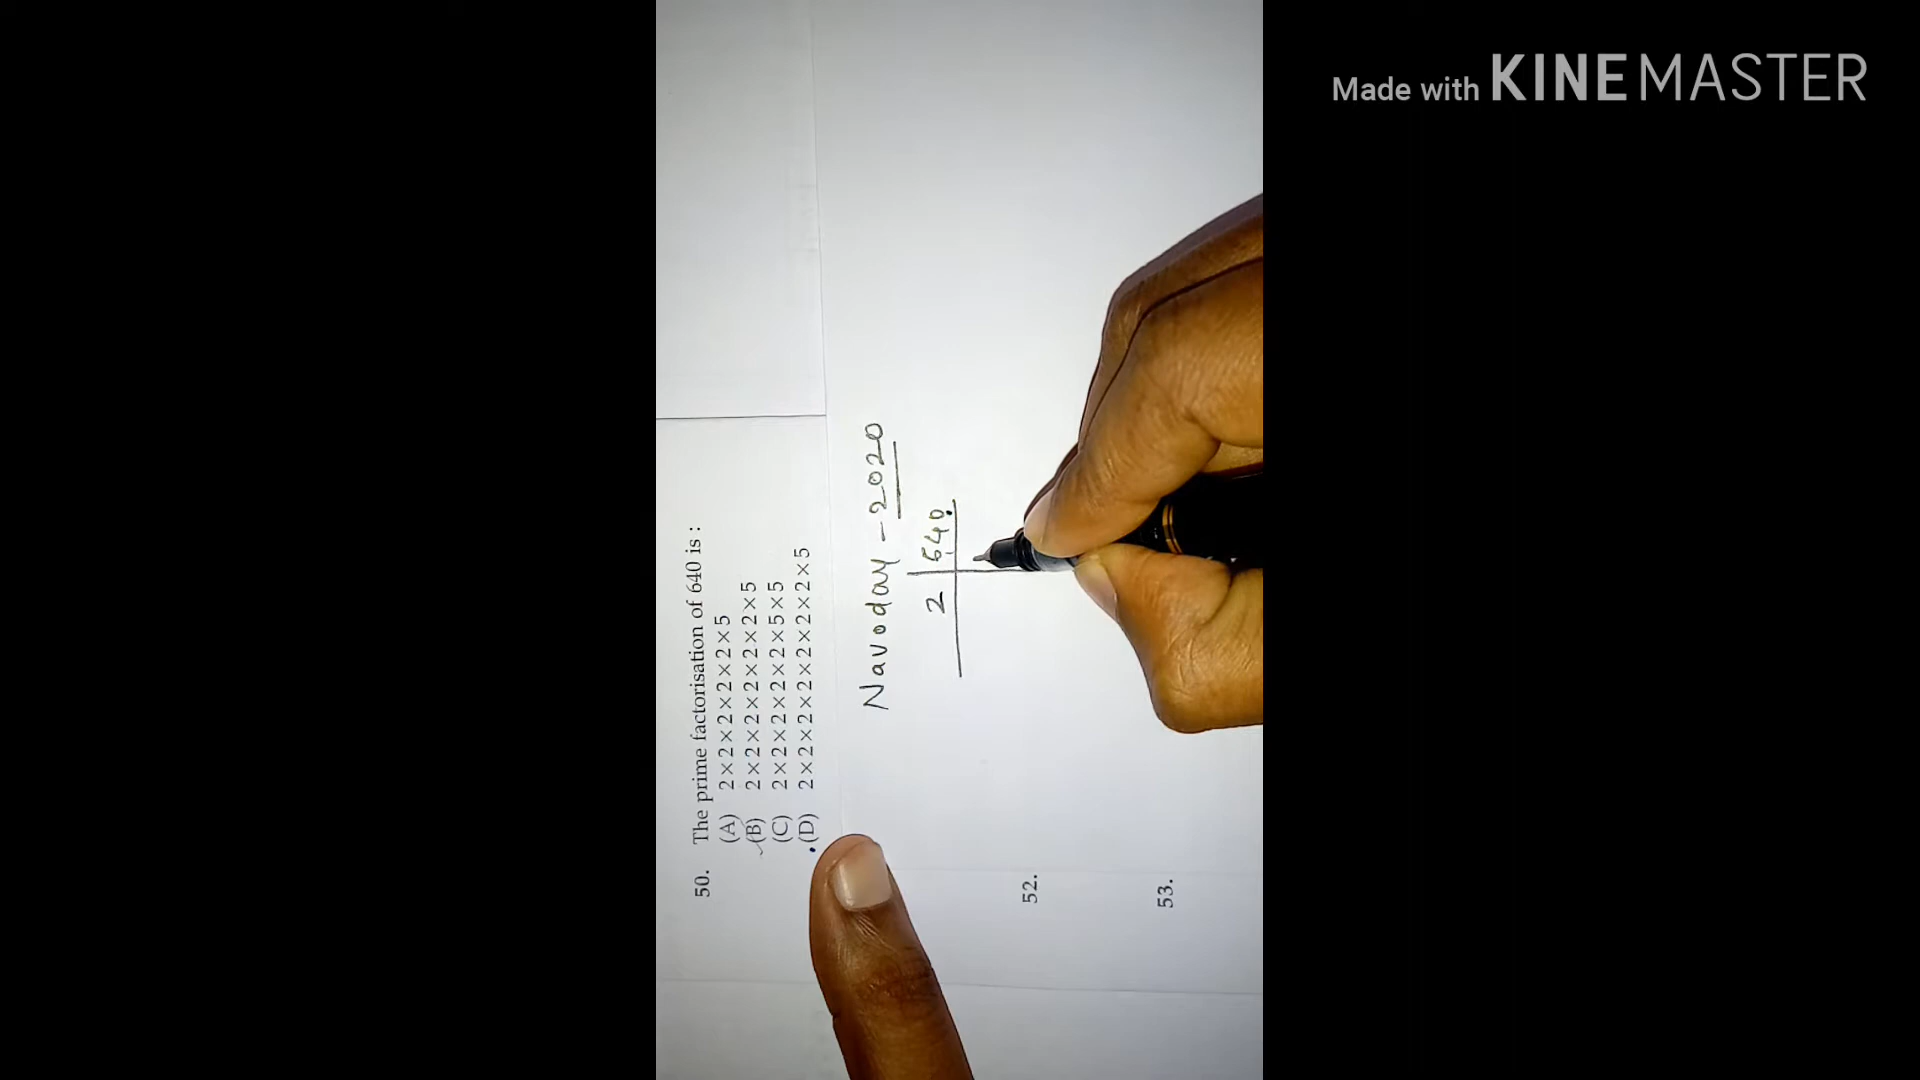 50. The prime factorisation of 640 is :
(A) 2×2×2×2×2×5
(B) 2×2×2×2×2×2×5
(C) 2×2×2×2×2×5×5
(D) 2×2×2×2×2×2×2×5
Navoday - 2020
2 640
52.
53.
Made with KINEMASTER